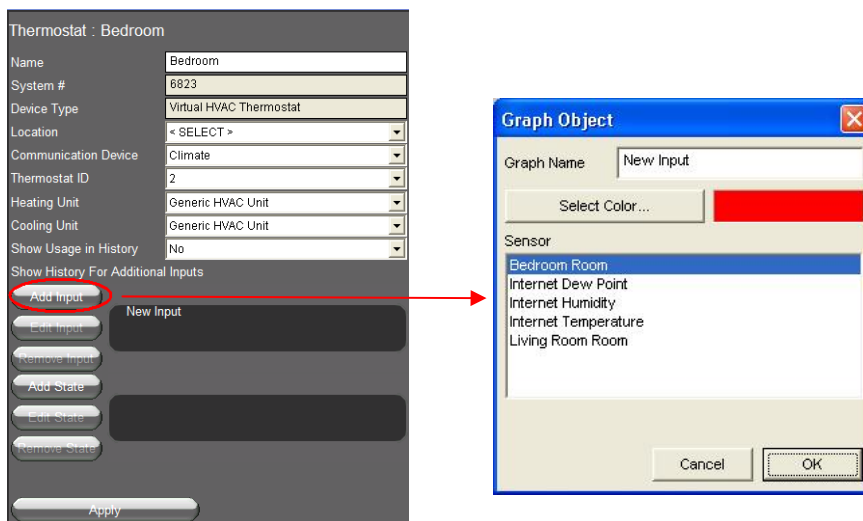 Thermostat : Bedroom
Name Bedroom
System # 6823
Device Type Virtual HVAC Thermostat
Location < SELECT >
Communication Device Climate
Thermostat ID 2
Heating Unit Generic HVAC Unit
Cooling Unit Generic HVAC Unit
Show Usage in History No
Show History For Additional Inputs
Add Input
New Input
Edit Input
Remove Input
Add State
Edit State
Remove State
Apply
Graph Object
Graph Name New Input
Select Color...
Sensor
Bedroom Room
Internet Dew Point
Internet Humidity
Internet Temperature
Living Room Room
Cancel OK